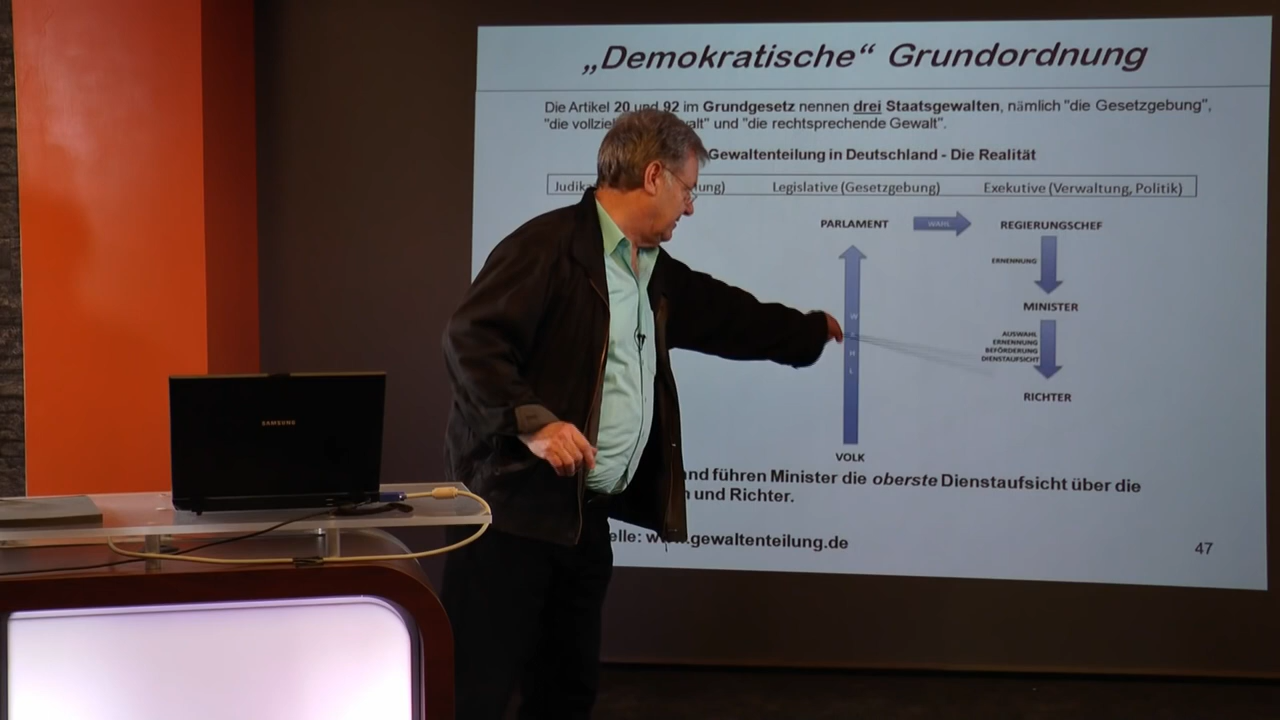 „Demokratische“ Grundordnung
Die Artikel 20 und 92 im Grundgesetz nennen drei Staatsgewalten, nämlich "die Gesetzgebung",
"die vollzie alt" und "die rechtsprechende Gewalt".
Gewaltenteilung in Deutschland - Die Realität
Judika ung) Legislative (Gesetzgebung) Exekutive (Verwaltung, Politik)
PARLAMENT WAHL REGIERUNGSCHEF
ERNENNUNG
MINISTER
AUSWAHL
ERNENNUNG
BEFÖRDERUNG
DIENSTAUFSICHT
RICHTER
VOLK
nd führen Minister die oberste Dienstaufsicht über die
n und Richter.
elle: www.gewaltenteilung.de
47
SAMSUNG